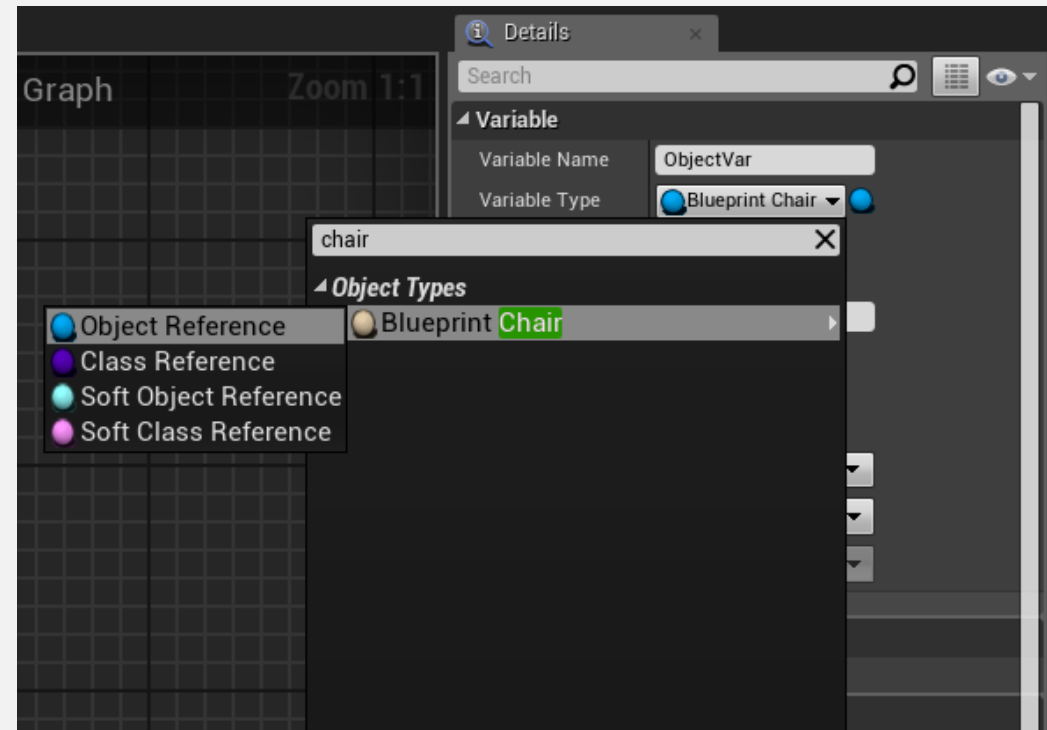 Details
Search
Graph
Zoom 1:1
Variable
Variable Name
ObjectVar
Variable Type
Blueprint Chair
chair
Object Types
Blueprint Chair
Object Reference
Class Reference
Soft Object Reference
Soft Class Reference